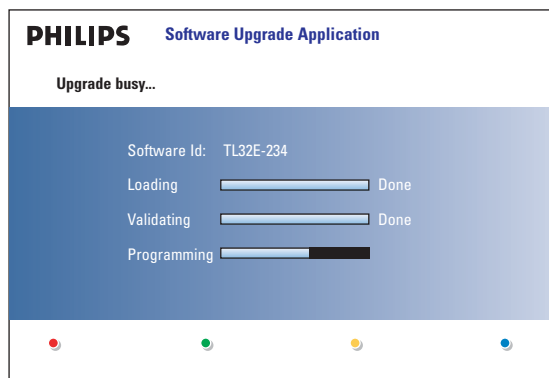 PHILIPS Software Upgrade Application
Upgrade busy...
Software Id: TL32E-234
Loading Done
Validating Done
Programming